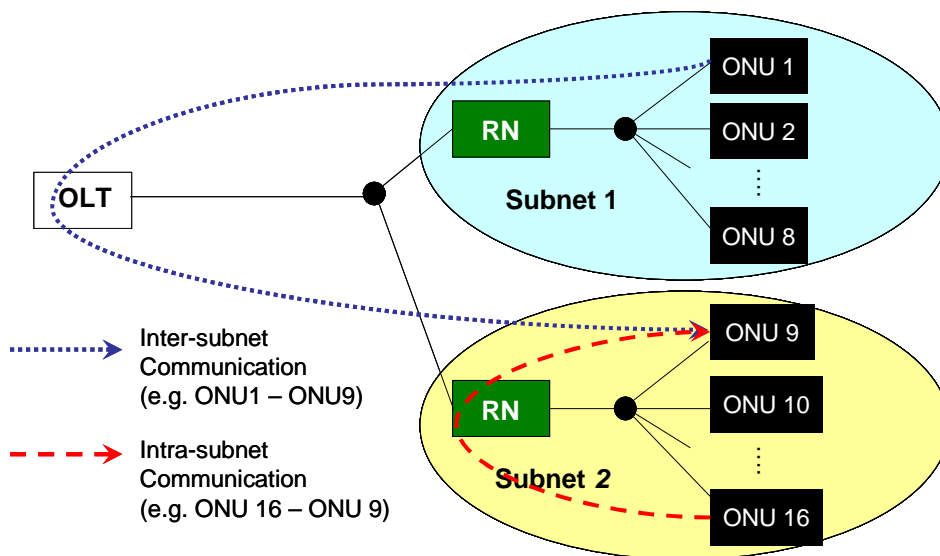 ONU 1
RN
ONU 2
OLT
Subnet 1
....
ONU 8
ONU 9
Inter-subnet
Communication
(e.g. ONU1 – ONU9)
RN
ONU 10
Intra-subnet
Communication
(e.g. ONU 16 – ONU 9)
Subnet 2
....
ONU 16